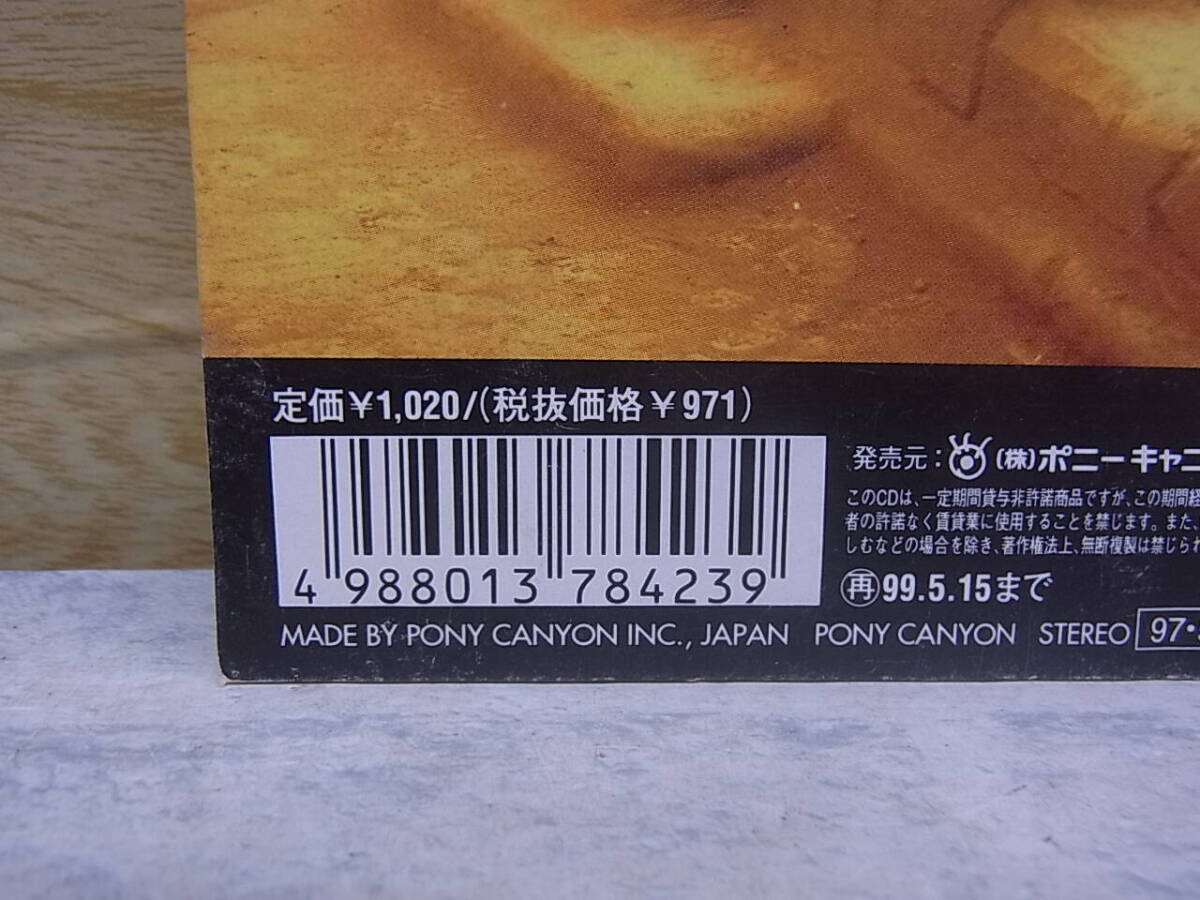 定価¥1,020/(税抜価格¥971)
4 988013 784239
発売元:(株)ポニーキャニ
このCDは、一定期間貸与非許諾商品ですが、この期間経
者の許諾なく賃貸業に使用することを禁じます。また、
しむなどの場合を除き、著作権法上、無断複製は禁じられ
再99.5.15まで
MADE BY PONY CANYON INC., JAPAN PONY CANYON STEREO 97・